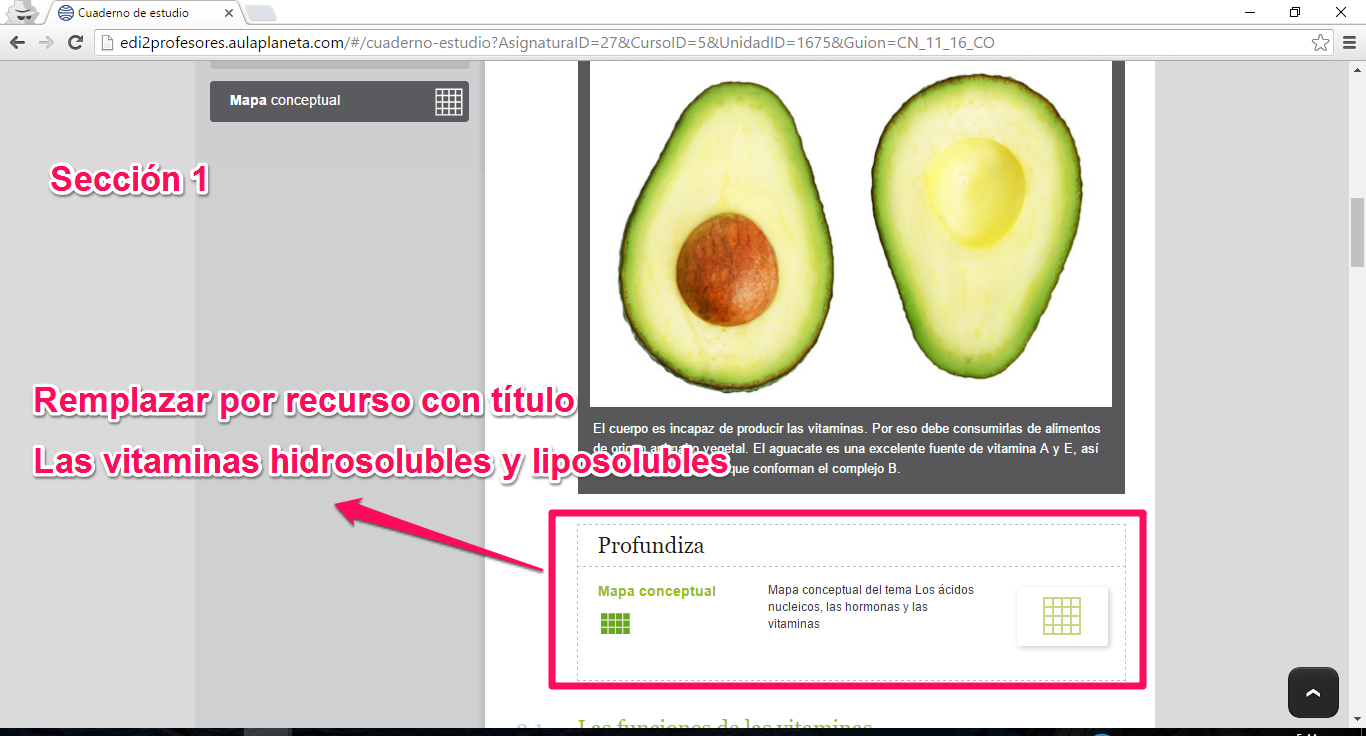 Cuaderno de estudio
edi2profesores.aulaplaneta.com/#/cuaderno-estudio?AsignaturaID=27&CursoID=5&UnidadID=1675&Guion=CN_11_16_CO
Mapa conceptual
Sección 1
Remplazar por recurso con título
Las vitaminas hidrosolubles y liposolubles
El cuerpo es incapaz de producir las vitaminas. Por eso debe consumirlas de alimentos
de origen vegetal. El aguacate es una excelente fuente de vitamina A y E, así
que conforman el complejo B.
Profundiza
Mapa conceptual
Mapa conceptual del tema Los ácidos
nucleicos, las hormonas y las
vitaminas
Las funciones de las vitaminas